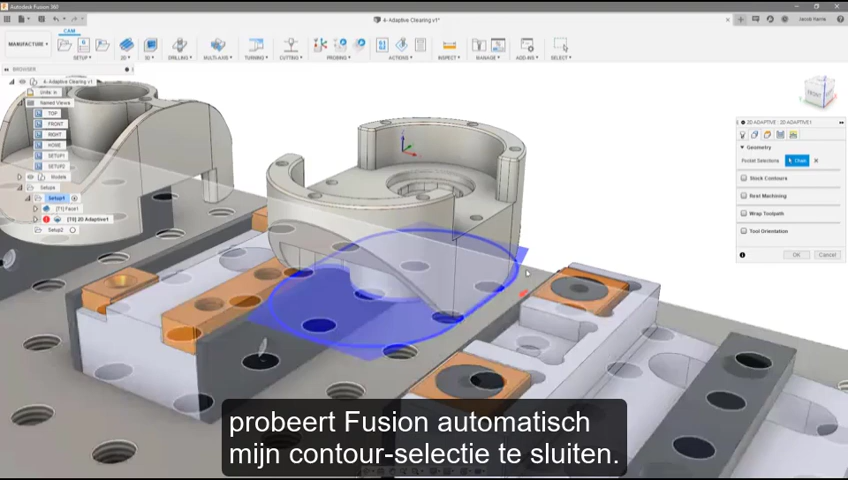 Autodesk Fusion 360
4-Adaptive Clearing v1*
Jacob Harris
CAM
MANUFACTURE
SETUP
2D
3D
DRILLING
MULTI-AXIS
TURNING
CUTTING
PROBING
ACTIONS
INSPECT
MANAGE
ADD-INS
SELECT
BROWSER
4-Adaptive Clearing v1
Units: in
Named Views
TOP
FRONT
RIGHT
HOME
SETUP1
SETUP2
Models
Setups
Setup1
[T1] Face1
[T9] 2D Adaptive1
Setup2
2D ADAPTIVE : 2D ADAPTIVE1
Geometry
Pocket Selections
Chain
Stock Contours
Rest Machining
Wrap Toolpath
Tool Orientation
OK
Cancel
probeert Fusion automatisch
mijn contour-selectie te sluiten.